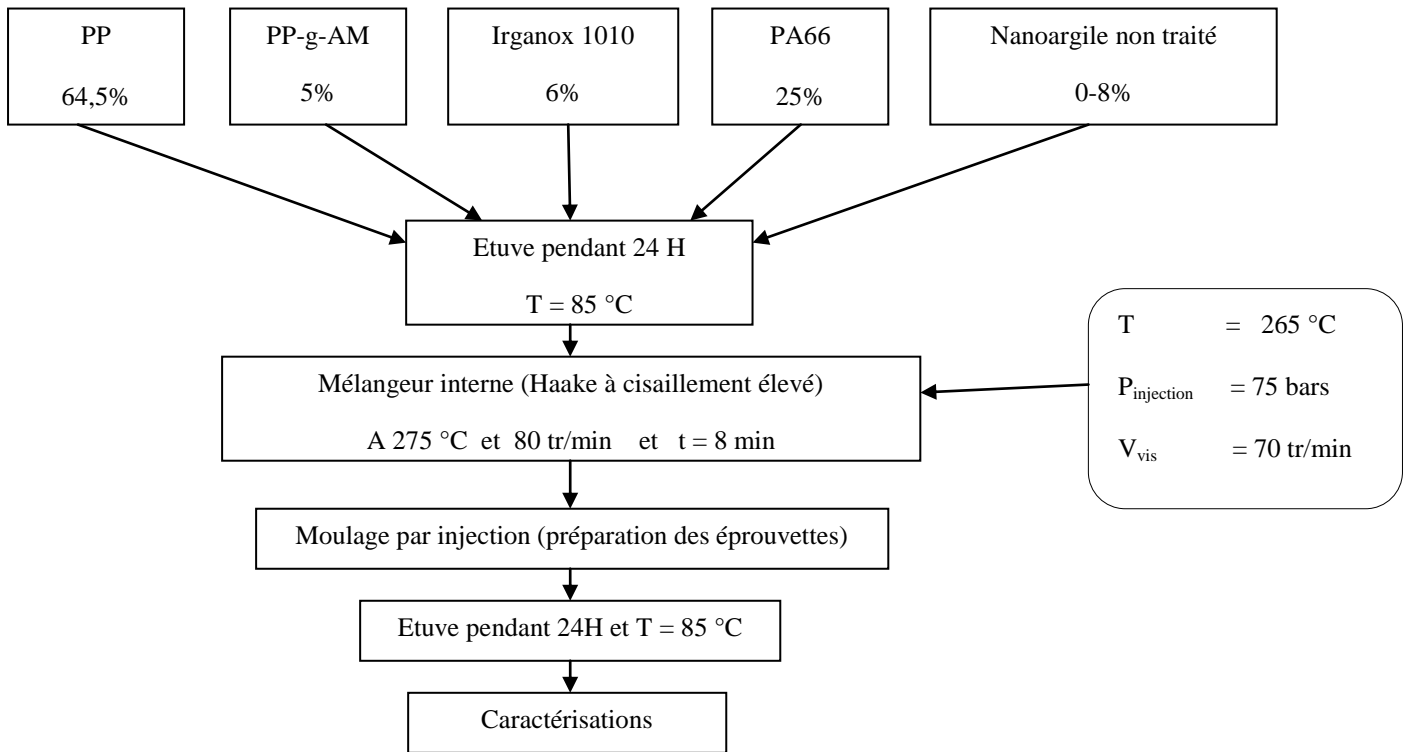 PP
64,5%
PP-g-AM
5%
Irganox 1010
6%
PA66
25%
Nanoargile non traité
0-8%
Etuve pendant 24 H
T = 85 °C
Mélangeur interne (Haake à cisaillement élevé)
A 275 °C et 80 tr/min et t = 8 min
T = 265 °C
Pinjection = 75 bars
Vvis = 70 tr/min
Moulage par injection (préparation des éprouvettes)
Etuve pendant 24H et T = 85 °C
Caractérisations